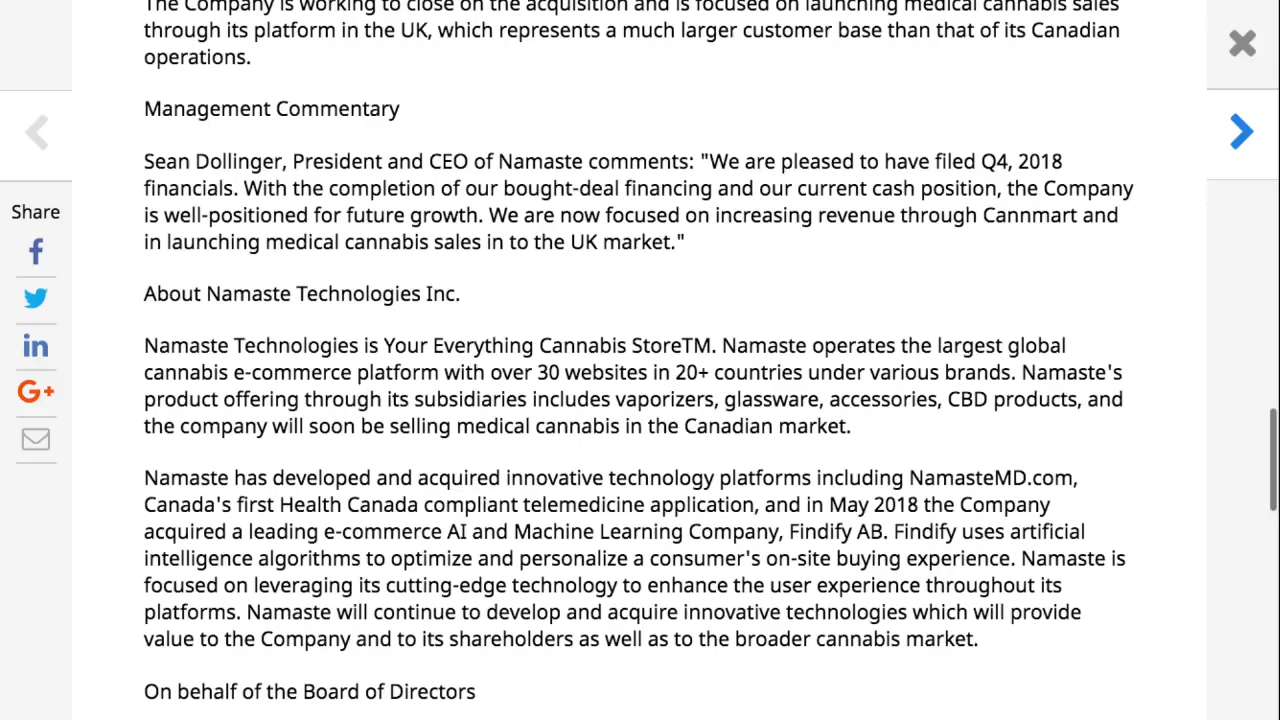 The Company is working to close on the acquisition and is focused on launching medical cannabis sales
through its platform in the UK, which represents a much larger customer base than that of its Canadian
operations.
Management Commentary
Sean Dollinger, President and CEO of Namaste comments: "We are pleased to have filed Q4, 2018
financials. With the completion of our bought-deal financing and our current cash position, the Company
is well-positioned for future growth. We are now focused on increasing revenue through Cannmart and
in launching medical cannabis sales in to the UK market."
About Namaste Technologies Inc.
Namaste Technologies is Your Everything Cannabis StoreTM. Namaste operates the largest global
cannabis e-commerce platform with over 30 websites in 20+ countries under various brands. Namaste's
product offering through its subsidiaries includes vaporizers, glassware, accessories, CBD products, and
the company will soon be selling medical cannabis in the Canadian market.
Namaste has developed and acquired innovative technology platforms including NamasteMD.com,
Canada's first Health Canada compliant telemedicine application, and in May 2018 the Company
acquired a leading e-commerce AI and Machine Learning Company, Findify AB. Findify uses artificial
intelligence algorithms to optimize and personalize a consumer's on-site buying experience. Namaste is
focused on leveraging its cutting-edge technology to enhance the user experience throughout its
platforms. Namaste will continue to develop and acquire innovative technologies which will provide
value to the Company and to its shareholders as well as to the broader cannabis market.
On behalf of the Board of Directors
Share
f
in
G+